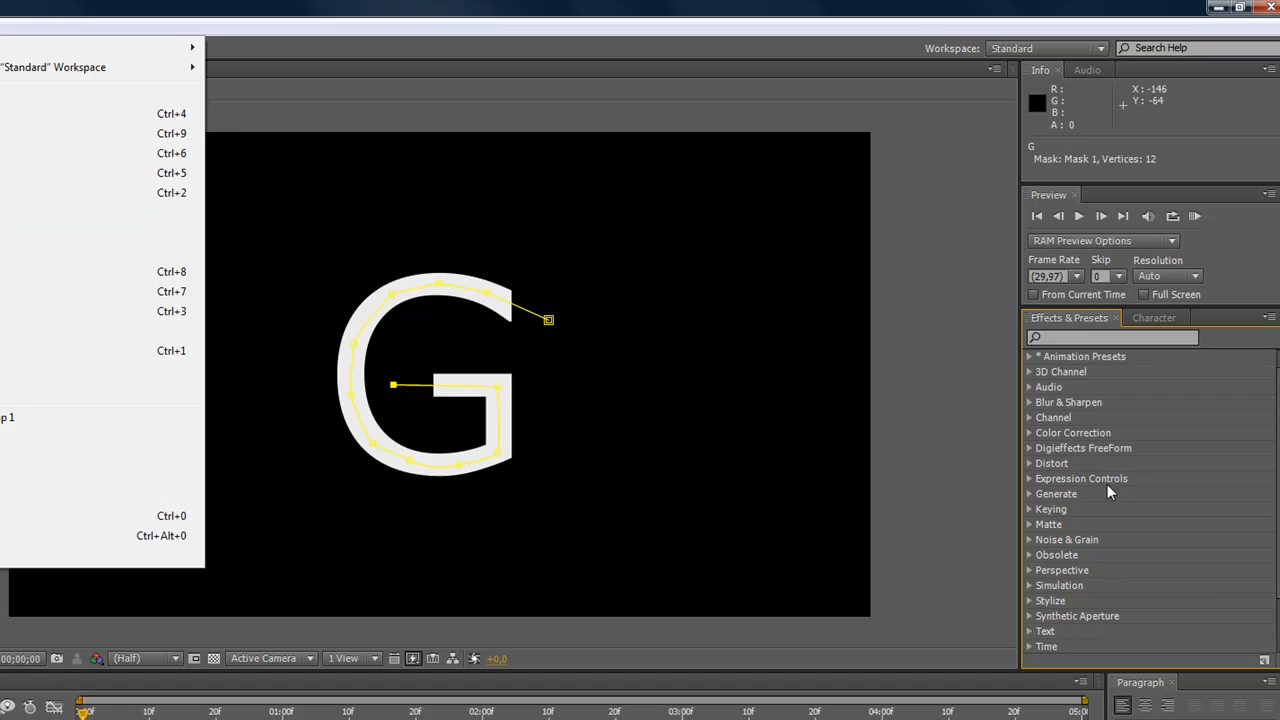 Workspace: Standard
Search Help
"Standard" Workspace
Ctrl+4
Ctrl+9
Ctrl+6
Ctrl+5
Ctrl+2
Ctrl+8
Ctrl+7
Ctrl+3
Ctrl+1
p 1
Ctrl+0
Ctrl+Alt+0
G
00;00;00
(Half)
Active Camera
1 View
+0,0
Info
Audio
R :
G :
B :
A : 0
X : -146
Y : -64
G
Mask: Mask 1, Vertices: 12
Preview
RAM Preview Options
Frame Rate Skip Resolution
(29,97) 0 Auto
From Current Time Full Screen
Effects & Presets
Character
* Animation Presets
3D Channel
Audio
Blur & Sharpen
Channel
Color Correction
Digieffects FreeForm
Distort
Expression Controls
Generate
Keying
Matte
Noise & Grain
Obsolete
Perspective
Simulation
Stylize
Synthetic Aperture
Text
Time
Paragraph
00f 10f 20f 01:00f 10f 20f 02:00f 10f 20f 03:00f 10f 20f 04:00f 10f 20f 05:0